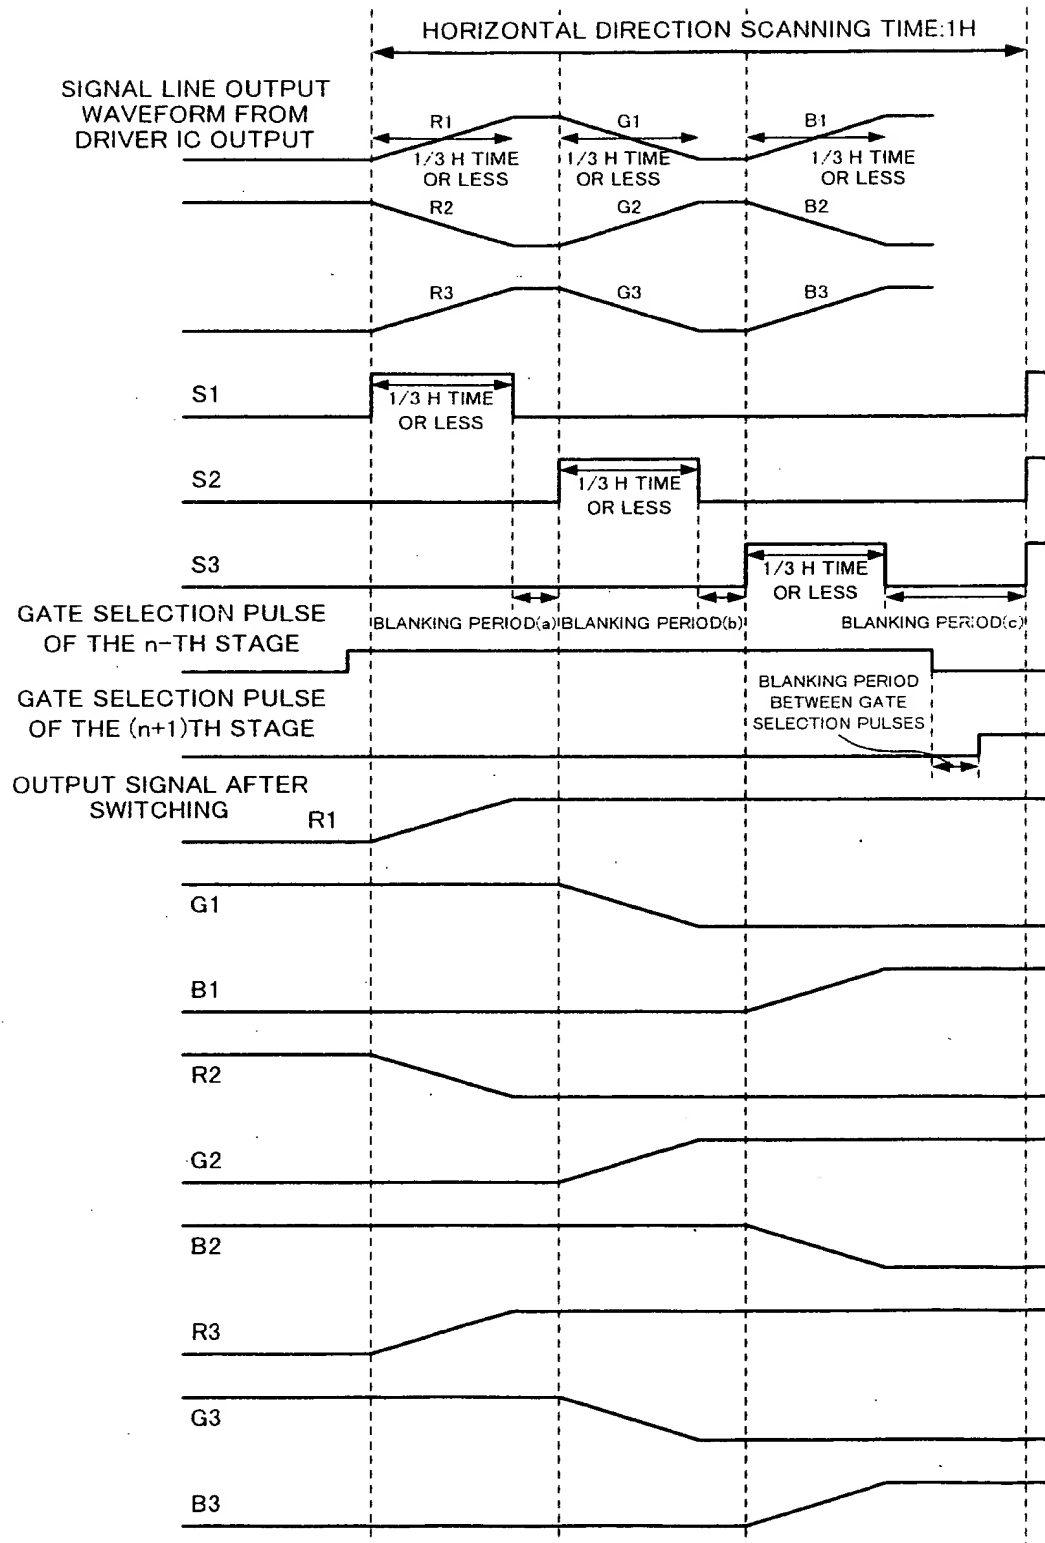 HORIZONTAL DIRECTION SCANNING TIME:1H
SIGNAL LINE OUTPUT
WAVEFORM FROM
DRIVER IC OUTPUT
R1
G1
B1
1/3 H TIME
OR LESS
1/3 H TIME
OR LESS
1/3 H TIME
OR LESS
R2
G2
B2
R3
G3
B3
S1
1/3 H TIME
OR LESS
S2
1/3 H TIME
OR LESS
S3
1/3 H TIME
OR LESS
BLANKING PERIOD(a)
BLANKING PERIOD(b)
BLANKING PERIOD(c)
GATE SELECTION PULSE
OF THE n-TH STAGE
GATE SELECTION PULSE
OF THE (n+1)TH STAGE
BLANKING PERIOD
BETWEEN GATE
SELECTION PULSES
OUTPUT SIGNAL AFTER
SWITCHING
R1
G1
B1
R2
G2
B2
R3
G3
B3